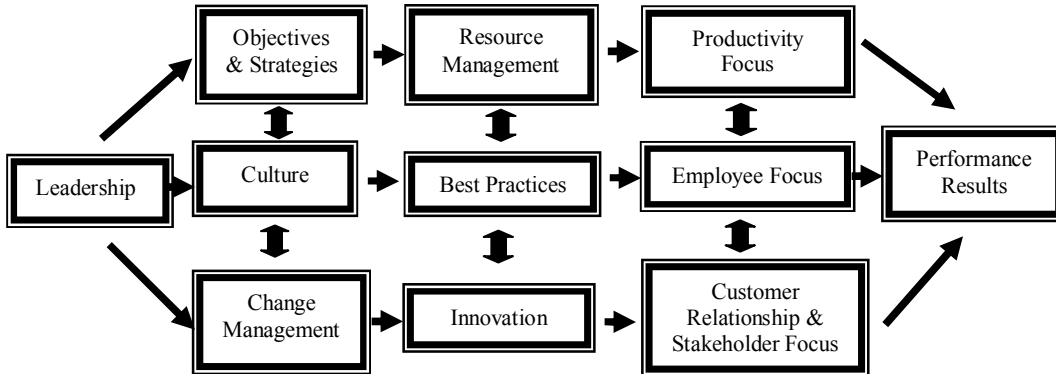 Objectives
& Strategies
Resource
Management
Productivity
Focus
Leadership
Culture
Best Practices
Employee Focus
Performance
Results
Change
Management
Innovation
Customer
Relationship &
Stakeholder Focus